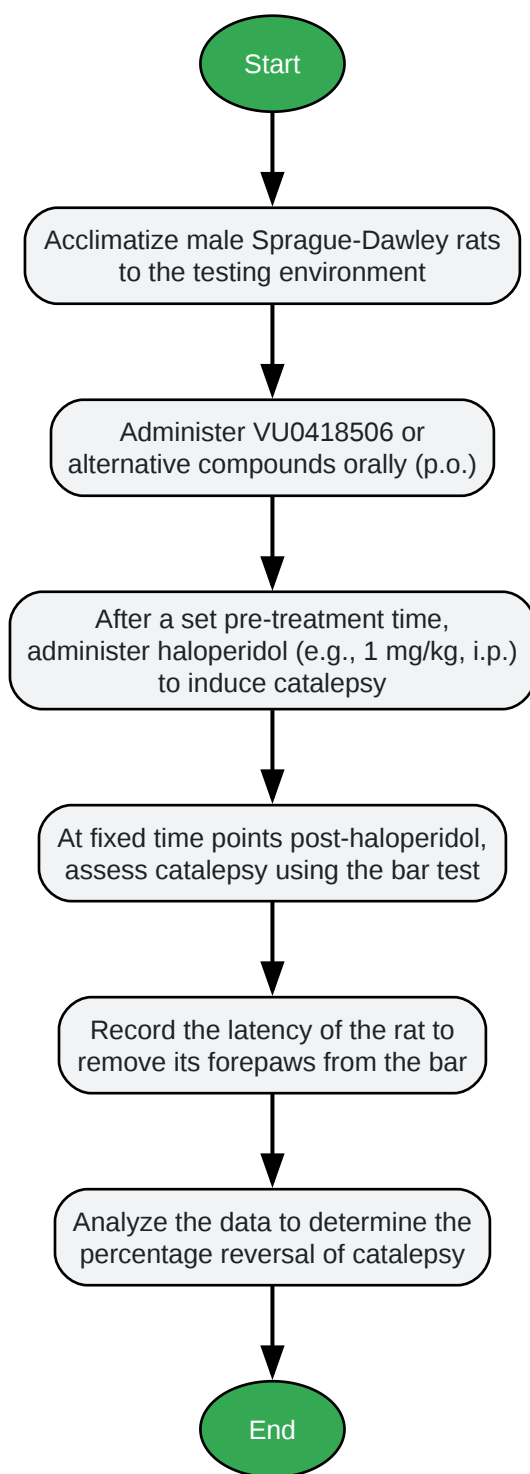 Start
Acclimatize male Sprague-Dawley rats
to the testing environment
Administer VU0418506 or
alternative compounds orally (p.o.)
After a set pre-treatment time,
administer haloperidol (e.g., 1 mg/kg, i.p.)
to induce catalepsy
At fixed time points post-haloperidol,
assess catalepsy using the bar test
Record the latency of the rat to
remove its forepaws from the bar
Analyze the data to determine the
percentage reversal of catalepsy
End